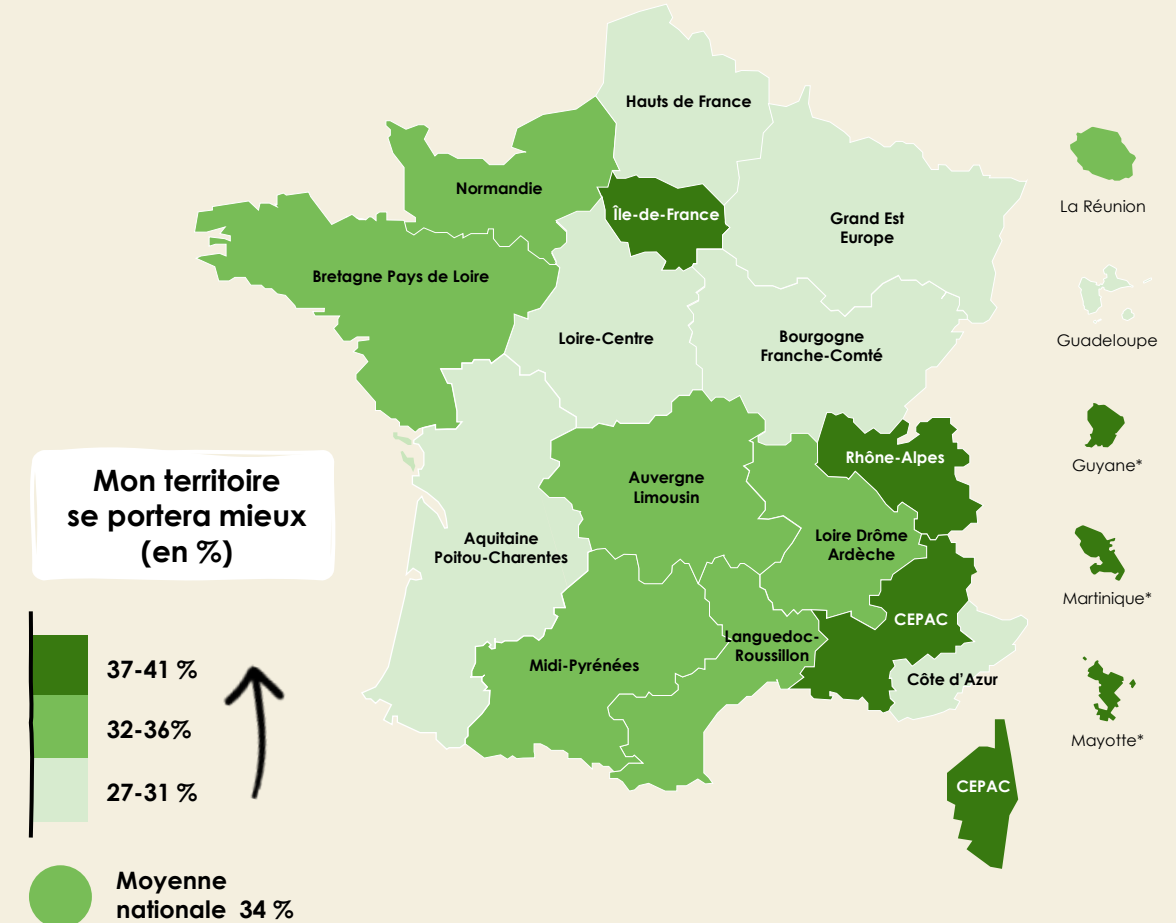 Hauts de France
Normandie
Île-de-France
Grand Est
Europe
La Réunion
Bretagne Pays de Loire
Loire-Centre
Bourgogne
Franche-Comté
Guadeloupe
Rhône-Alpes
Guyane*
Auvergne
Limousin
Mon territoire
se portera mieux
(en %)
Aquitaine
Poitou-Charentes
Loire Drôme
Ardèche
Martinique*
CEPAC
Languedoc-
Roussillon
Midi-Pyrénées
Côte d'Azur
Mayotte*
CEPAC
37-41 %
32-36%
27-31 %
Moyenne
nationale 34 %